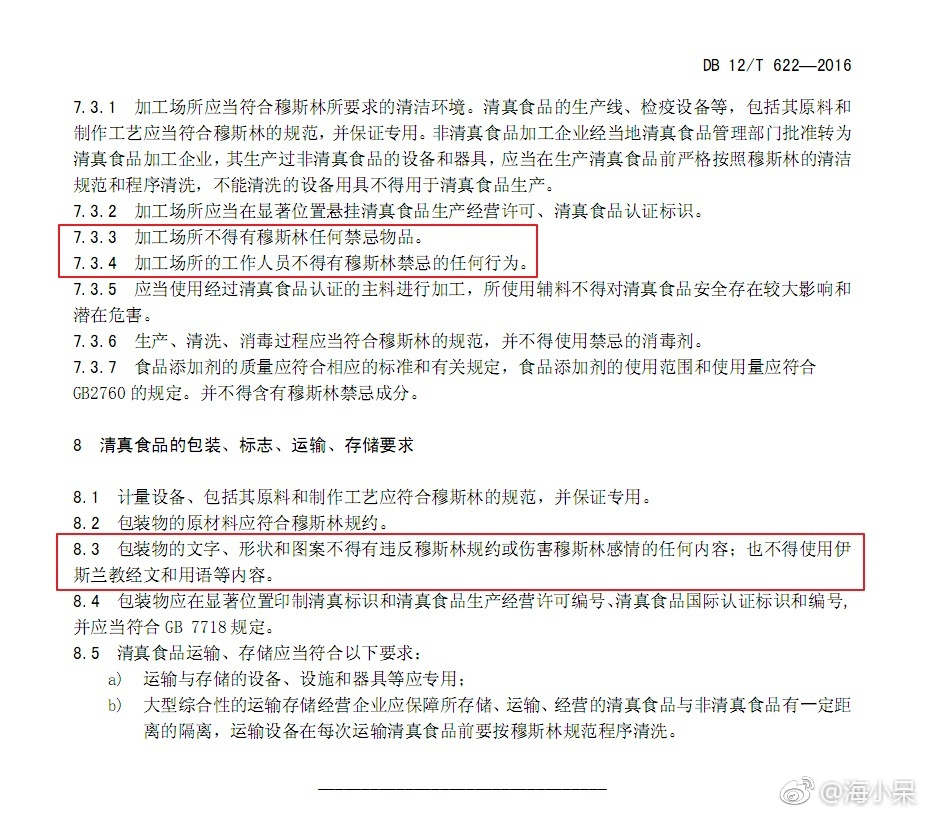 DB 12/T 622—2016
7.3.1 加工场所应当符合穆斯林所要求的清洁环境。清真食品的生产线、检疫设备等，包括其原料和
制作工艺应当符合穆斯林的规范，并保证专用。非清真食品加工企业经当地清真食品管理部门批准转为
清真食品加工企业，其生产过非清真食品的设备和器具，应当在生产清真食品前严格按照穆斯林的清洁
规范和程序清洗，不能清洗的设备用具不得用于清真食品生产。
7.3.2 加工场所应当在显著位置悬挂清真食品生产经营许可、清真食品认证标识。
7.3.3 加工场所不得有穆斯林任何禁忌物品。
7.3.4 加工场所的工作人员不得有穆斯林禁忌的任何行为。
7.3.5 应当使用经过清真食品认证的主料进行加工，所使用辅料不得对清真食品安全存在较大影响和
潜在危害。
7.3.6 生产、清洗、消毒过程应当符合穆斯林的规范，并不得使用禁忌的消毒剂。
7.3.7 食品添加剂的质量应符合相应的标准和有关规定，食品添加剂的使用范围和使用量应符合
GB2760 的规定。并不得含有穆斯林禁忌成分。
8 清真食品的包装、标志、运输、存储要求
8.1 计量设备、包括其原料和制作工艺应符合穆斯林的规范，并保证专用。
8.2 包装物的原材料应符合穆斯林规约。
8.3 包装物的文字、形状和图案不得有违反穆斯林规约或伤害穆斯林感情的任何内容；也不得使用伊
斯兰教经文和用语等内容。
8.4 包装物应在显著位置印制清真标识和清真食品生产经营许可编号、清真食品国际认证标识和编号，
并应当符合 GB 7718 规定。
8.5 清真食品运输、存储应当符合以下要求：
a) 运输与存储的设备、设施和器具等应专用；
b) 大型综合性的运输存储经营企业应保障所存储、运输、经营的清真食品与非清真食品有一定距
离的隔离，运输设备在每次运输清真食品前要按穆斯林规范程序清洗。
@海小呆